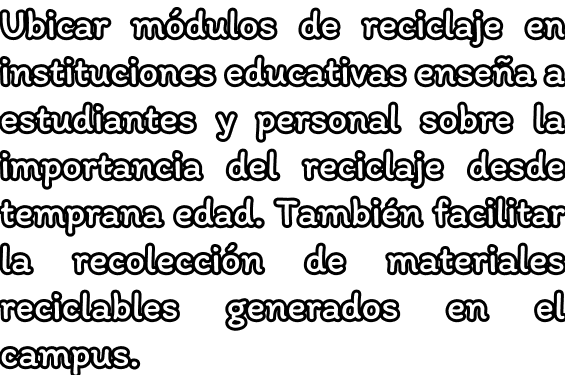 Ubicar módulos de reciclaje en
instituciones educativas enseña a
estudiantes y personal sobre la
importancia del reciclaje desde
temprana edad. También facilitar
la recolección de materiales
reciclables generados en el
campus.